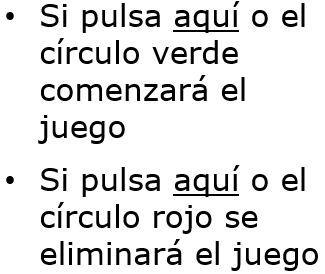 • Si pulsa aquí o el
círculo verde
comenzará el
juego
• Si pulsa aquí o el
círculo rojo se
eliminará el juego